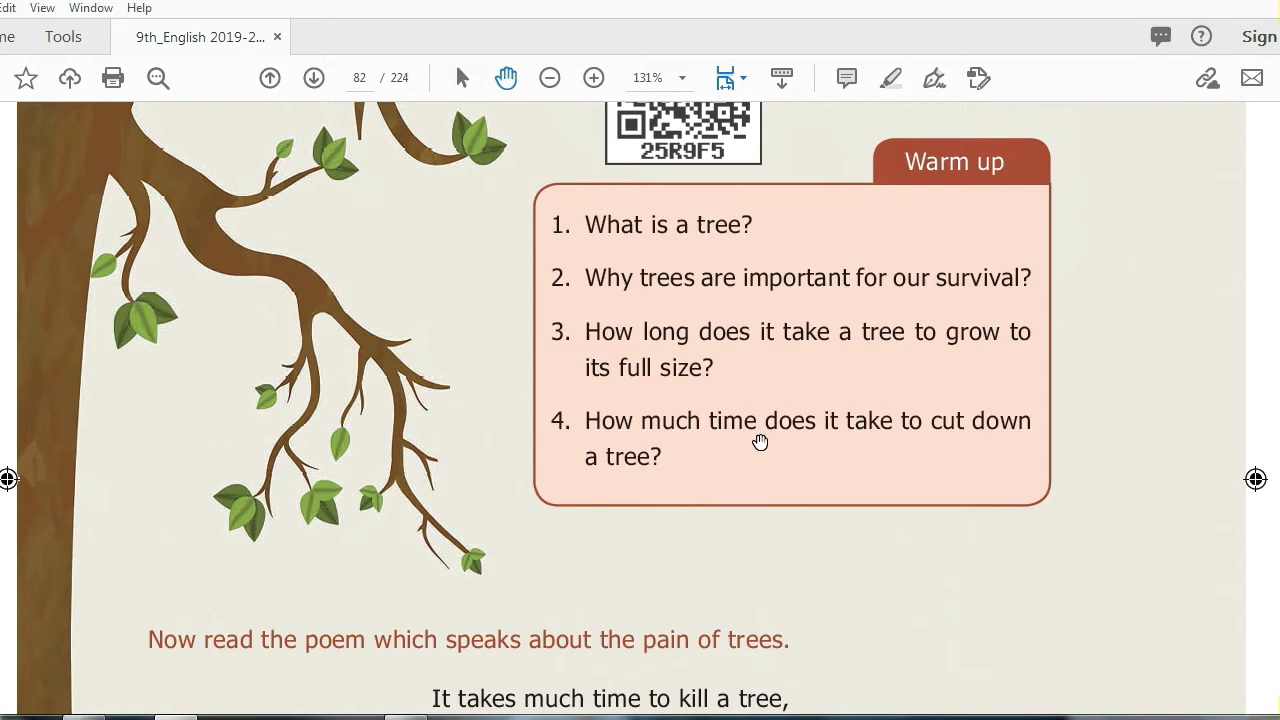 Edit View Window Help
me Tools 9th_English 2019-2... ×
82 / 224 131%
Sign
25R9F5
Warm up
1. What is a tree?
2. Why trees are important for our survival?
3. How long does it take a tree to grow to
its full size?
4. How much time does it take to cut down
a tree?
Now read the poem which speaks about the pain of trees.
It takes much time to kill a tree,